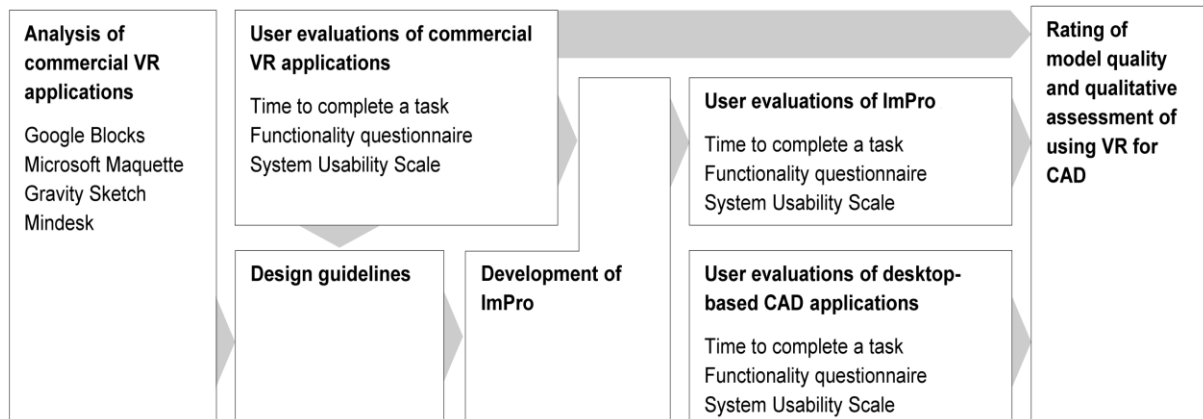 Analysis of
commercial VR
applications
Google Blocks
Microsoft Maquette
Gravity Sketch
Mindesk
User evaluations of commercial
VR applications
Time to complete a task
Functionality questionnaire
System Usability Scale
Design guidelines
Development of
ImPro
User evaluations of ImPro
Time to complete a task
Functionality questionnaire
System Usability Scale
User evaluations of desktop-
based CAD applications
Time to complete a task
Functionality questionnaire
System Usability Scale
Rating of
model quality
and qualitative
assessment of
using VR for
CAD